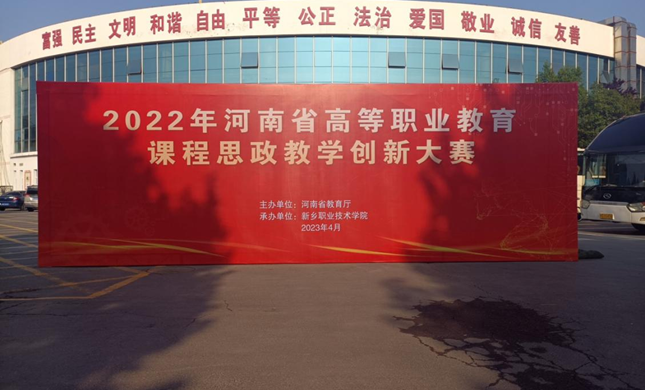 富强 民主 文明 和谐 自由 平等 公正 法治 爱国 敬业 诚信 友善
2022年河南省高等职业教育
课程思政教学创新大赛
主办单位：河南省教育厅
承办单位：新乡职业技术学院
2023年4月